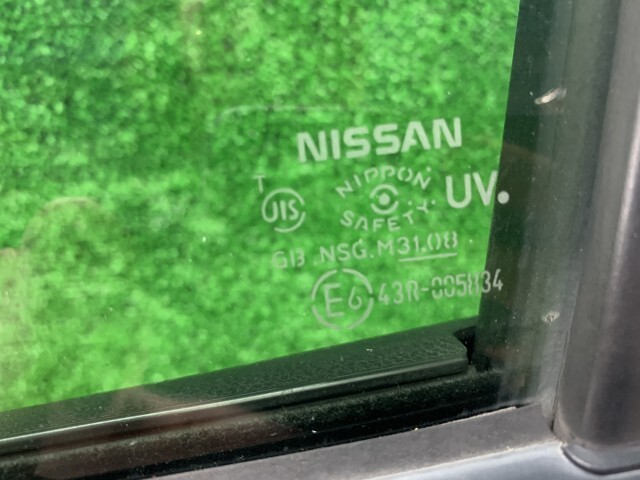 NISSAN
T
JIS
NIPPON SAFETY
UV
GB .NSG.M31.08
E6 43R-005834